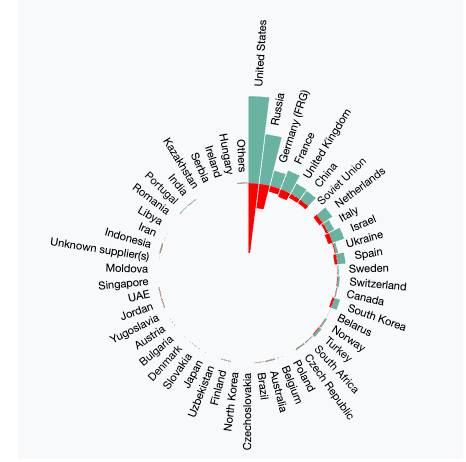 United States
Russia
Germany (FRG)
France
United Kingdom
China
Soviet Union
Netherlands
Italy
Israel
Ukraine
Spain
Sweden
Switzerland
Canada
South Korea
Belarus
Norway
Turkey
South Africa
Czech Republic
Poland
Belgium
Australia
Brazil
Czechoslovakia
North Korea
Finland
Uzbekistan
Japan
Slovakia
Denmark
Bulgaria
Austria
Yugoslavia
Jordan
UAE
Singapore
Moldova
Unknown supplier(s)
Indonesia
Iran
Libya
Romania
Portugal
India
Kazakhstan
Serbia
Ireland
Hungary
Others